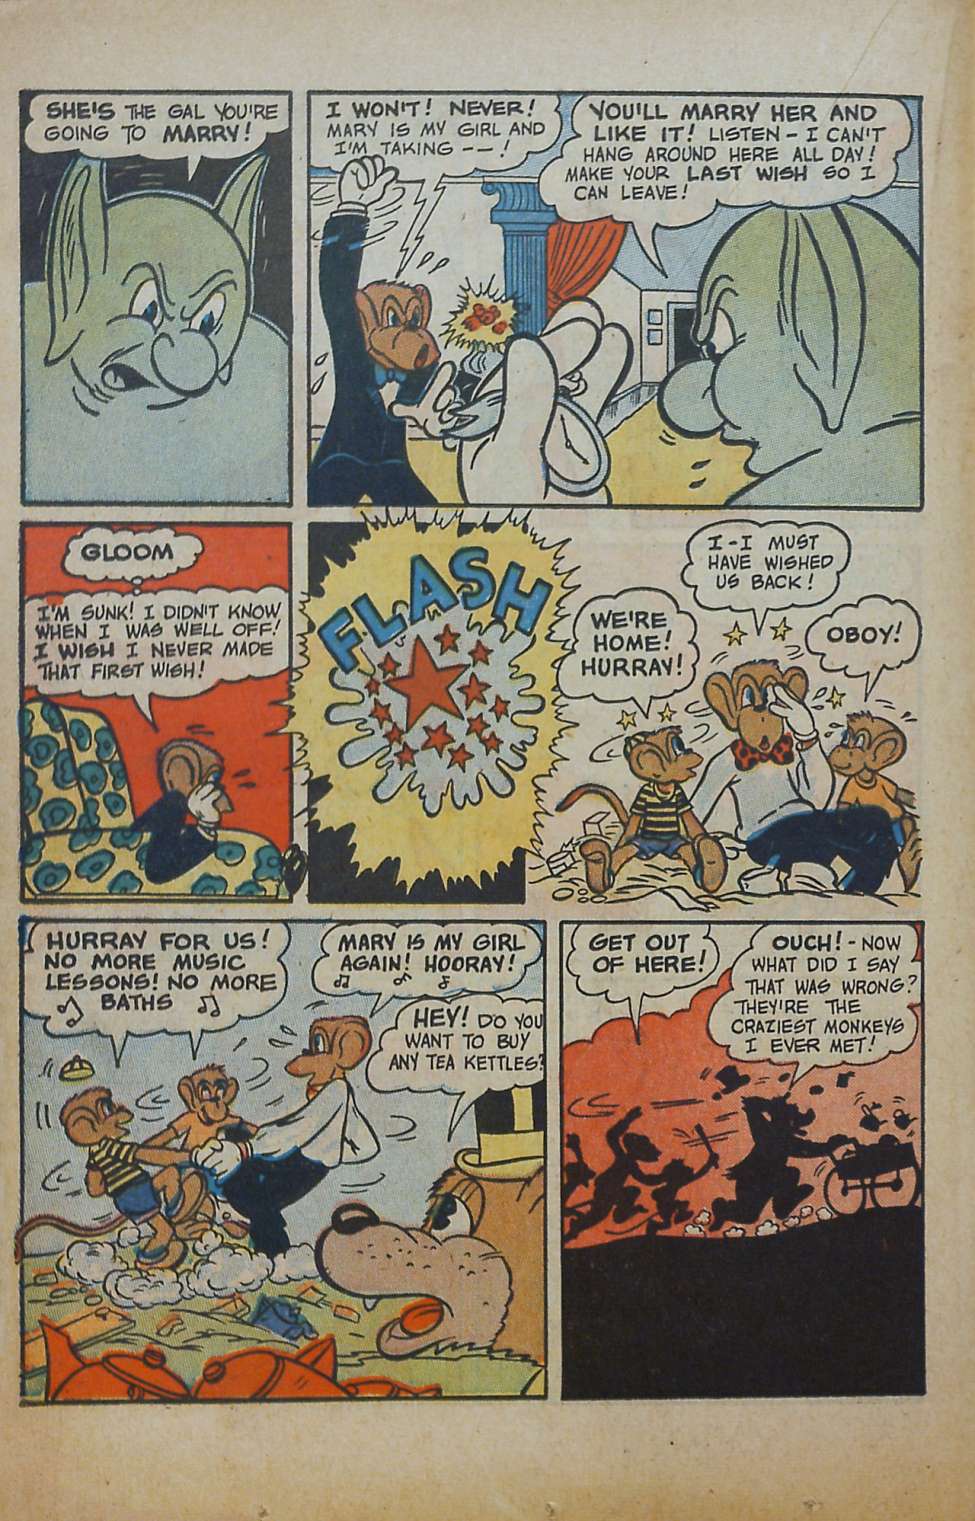 SHE'S THE GAL YOU'RE
GOING TO MARRY!
I WON'T! NEVER!
MARY IS MY GIRL AND
I'M TAKING -- !
YOU'LL MARRY HER AND
LIKE IT! LISTEN - I CAN'T
HANG AROUND HERE ALL DAY!
MAKE YOUR LAST WISH SO I
CAN LEAVE!
GLOOM
I'M SUNK! I DIDN'T KNOW
WHEN I WAS WELL OFF!
I WISH I NEVER MADE
THAT FIRST WISH!
FLASH
WE'RE
HOME!
HURRAY!
I-I MUST
HAVE WISHED
US BACK!
OBOY!
HURRAY FOR US!
NO MORE MUSIC
LESSONS! NO MORE
BATHS
MARY IS MY GIRL
AGAIN! HOORAY!
HEY! DO YOU
WANT TO BUY
ANY TEA KETTLES?
GET OUT
OF HERE!
OUCH! - NOW
WHAT DID I SAY
THAT WAS WRONG?
THEY'RE THE
CRAZIEST MONKEYS
I EVER MET!